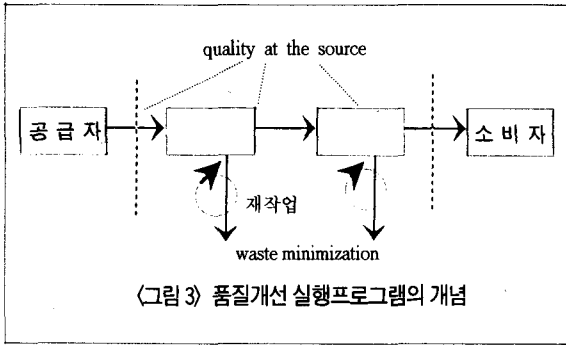 quality at the source
공급자
소비자
재작업
waste minimization
〈그림 3〉 품질개선 실행프로그램의 개념